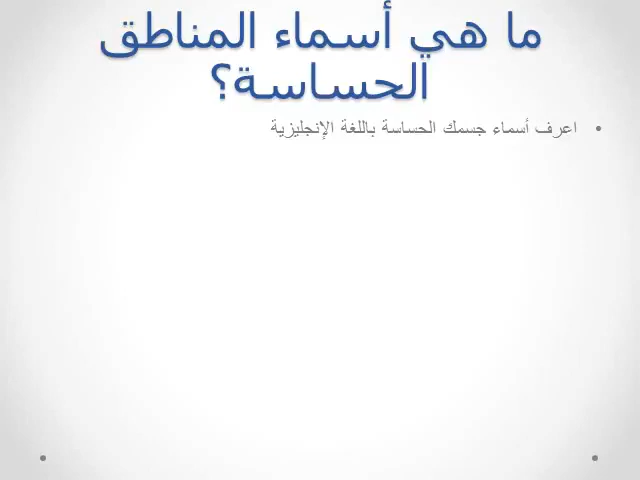 ما هي أسماء المناطق
الحساسة؟
• اعرف أسماء جسمك الحساسة باللغة الإنجليزية